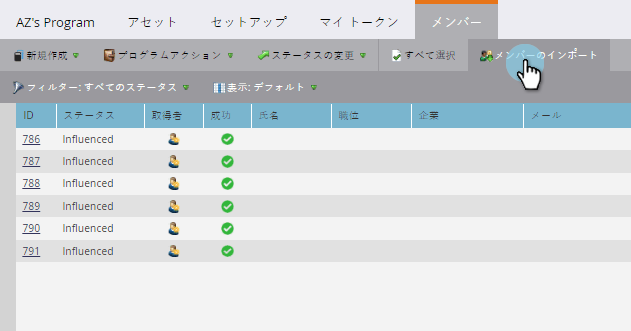 AZ's Program アセット セットアップ マイ トークン メンバー
新規作成 プログラムアクション ステータスの変更 すべて選択 メンバーのインポート
フィルター: すべてのステータス 表示: デフォルト
ID ステータス 取得者 成功 氏名 職位 企業 メール
786 Influenced
787 Influenced
788 Influenced
789 Influenced
790 Influenced
791 Influenced